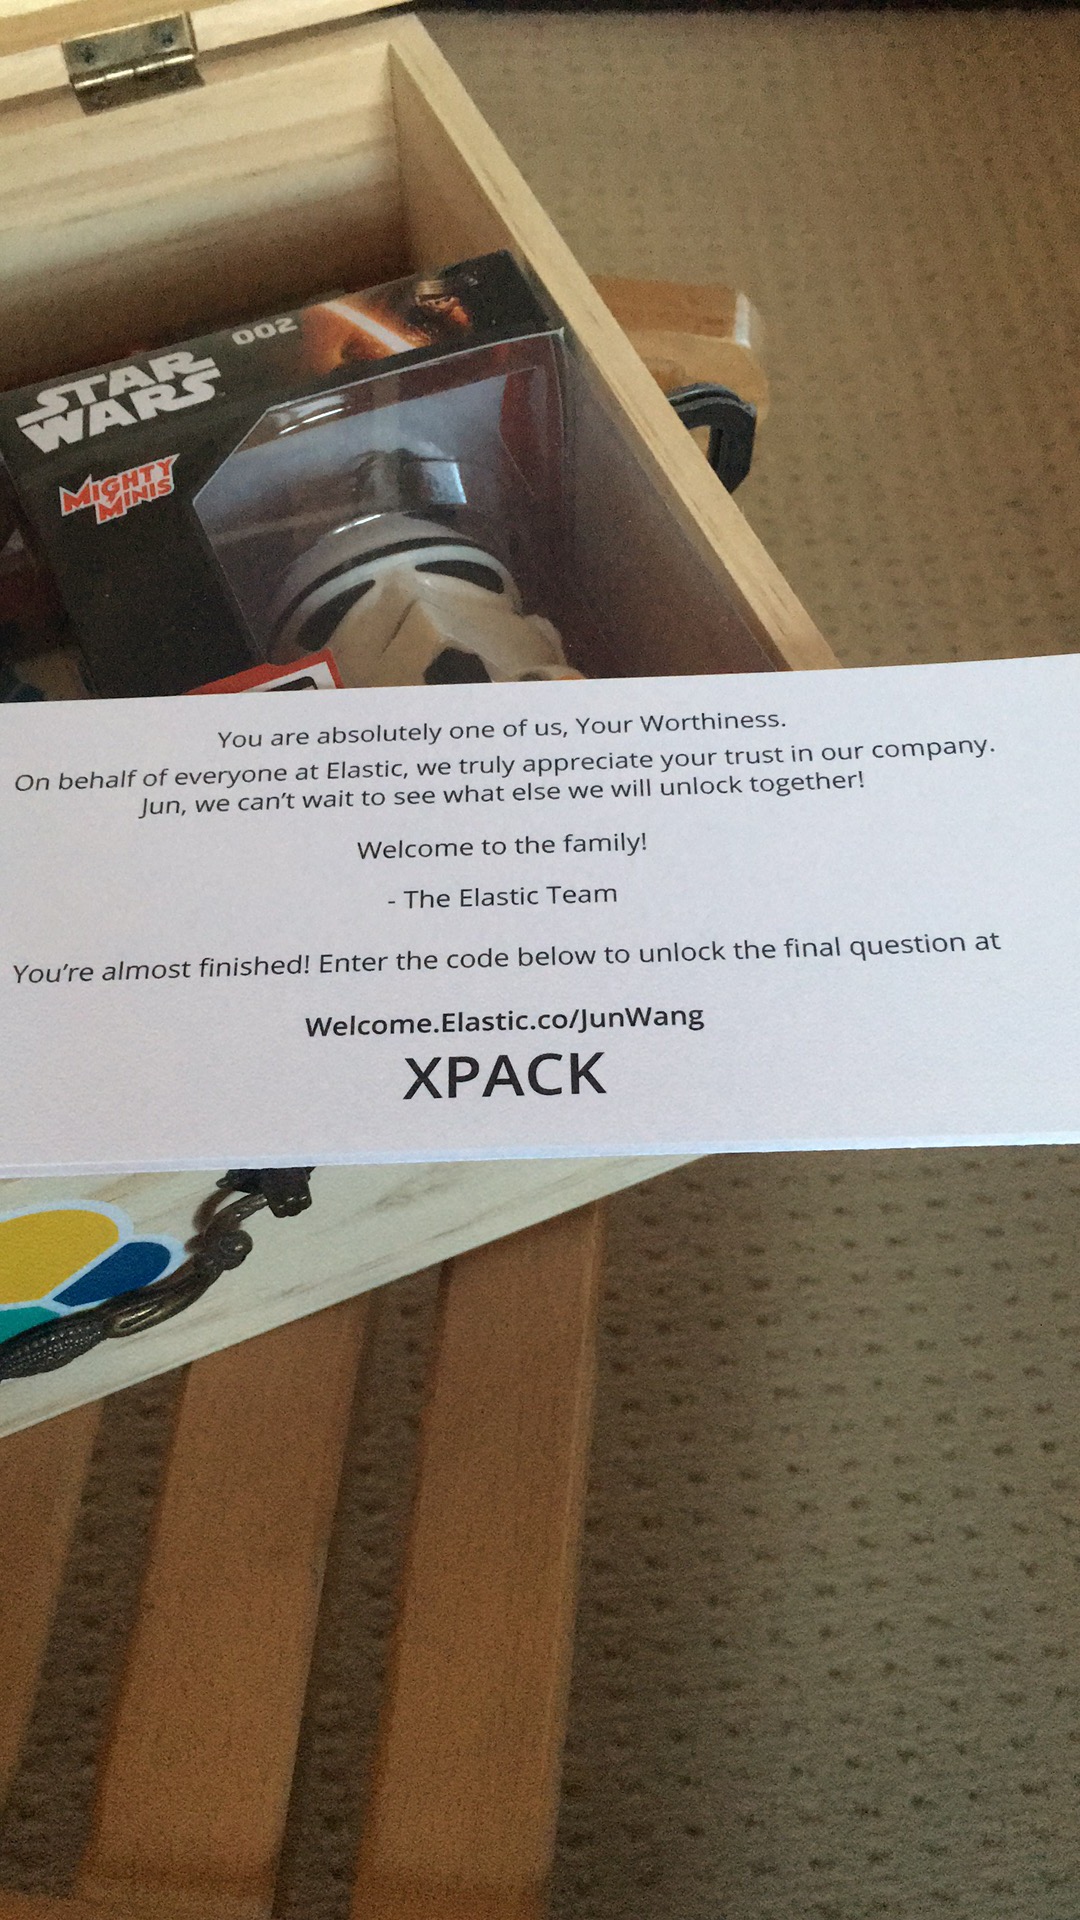 002
STAR
WARS
MIGHTY
MINIS
You are absolutely one of us, Your Worthiness.
On behalf of everyone at Elastic, we truly appreciate your trust in our company.
Jun, we can't wait to see what else we will unlock together!
Welcome to the family!
- The Elastic Team
You're almost finished! Enter the code below to unlock the final question at
Welcome.Elastic.co/JunWang
XPACK